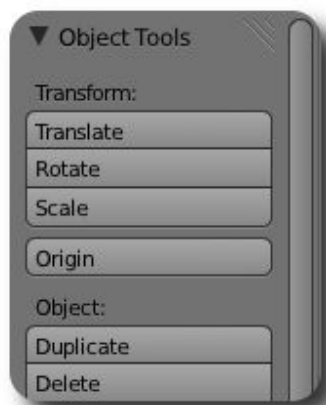 Object Tools
Transform:
Translate
Rotate
Scale
Origin
Object:
Duplicate
Delete